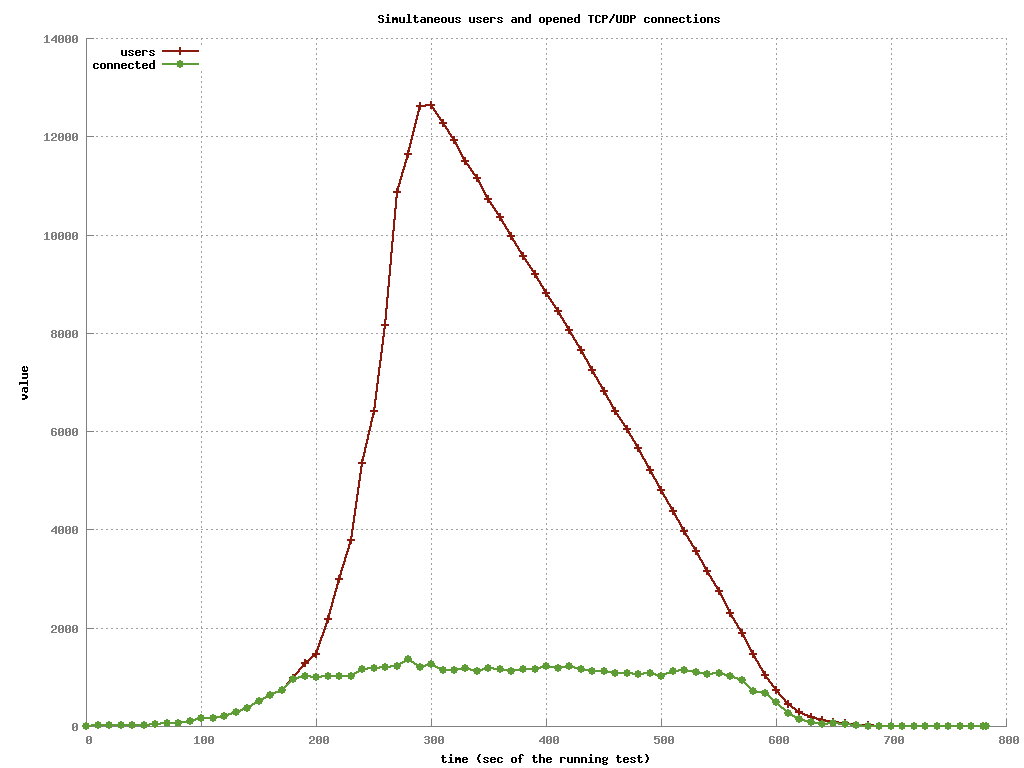 Simultaneous users and opened TCP/UDP connections
14000
users
connected
12000
10000
8000
value
6000
4000
2000
0
0 100 200 300 400 500 600 700 800
time (sec of the running test)